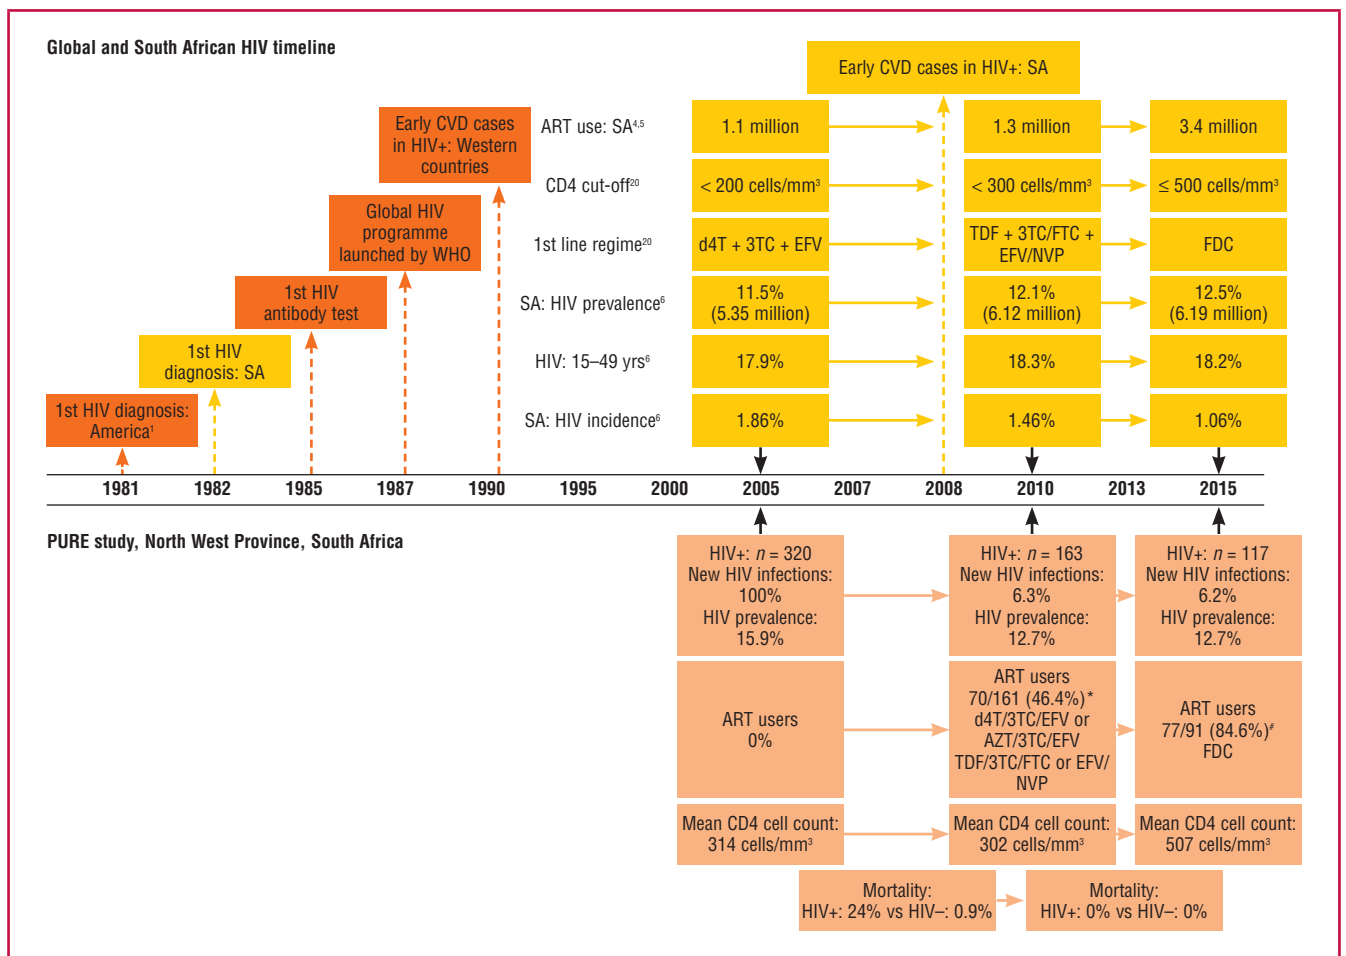 Global and South African HIV timeline
Early CVD cases in HIV+: SA
Early CVD cases
in HIV+: Western
countries
Global HIV
programme
launched by WHO
1st HIV
antibody test
1st HIV
diagnosis: SA
1st HIV diagnosis:
America¹
ART use: SA⁴,⁵
1.1 million
1.3 million
3.4 million
CD4 cut-off²⁰
< 200 cells/mm³
< 300 cells/mm³
≤ 500 cells/mm³
1st line regime²⁰
d4T + 3TC + EFV
TDF + 3TC/FTC +
EFV/NVP
FDC
SA: HIV prevalence⁶
11.5%
(5.35 million)
12.1%
(6.12 million)
12.5%
(6.19 million)
HIV: 15–49 yrs⁶
17.9%
18.3%
18.2%
SA: HIV incidence⁶
1.86%
1.46%
1.06%
1981 1982 1985 1987 1990 1995 2000 2005 2007 2008 2010 2013 2015
PURE study, North West Province, South Africa
HIV+: n = 320
New HIV infections:
100%
HIV prevalence:
15.9%
HIV+: n = 163
New HIV infections:
6.3%
HIV prevalence:
12.7%
HIV+: n = 117
New HIV infections:
6.2%
HIV prevalence:
12.7%
ART users
0%
ART users
70/161 (46.4%)*
d4T/3TC/EFV or
AZT/3TC/EFV
TDF/3TC/FTC or EFV/
NVP
ART users
77/91 (84.6%)#
FDC
Mean CD4 cell count:
314 cells/mm³
Mean CD4 cell count:
302 cells/mm³
Mean CD4 cell count:
507 cells/mm³
Mortality:
HIV+: 24% vs HIV–: 0.9%
Mortality:
HIV+: 0% vs HIV–: 0%